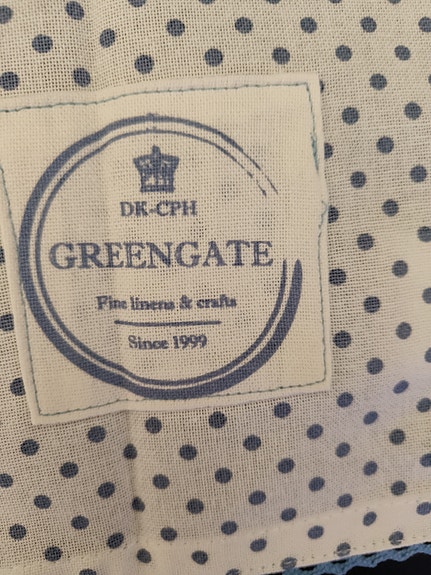 DK-CPH
GREENGATE
Fine linens & crafts
Since 1999